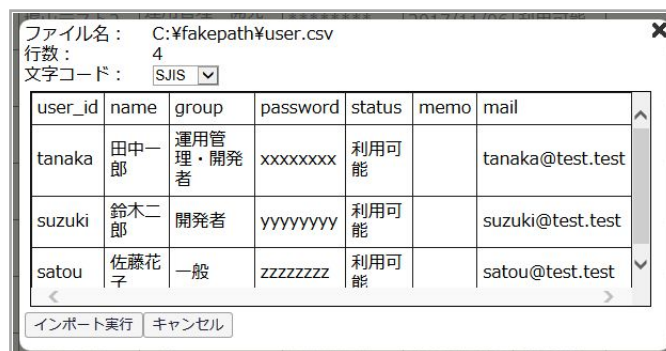 ファイル名： C:¥fakepath¥user.csv
行数： 4
文字コード： SJIS
user_id name group password status memo mail
tanaka 田中一郎 運用管理・開発者 xxxxxxxx 利用可能 tanaka@test.test
suzuki 鈴木二郎 開発者 yyyyyyyy 利用可能 suzuki@test.test
satou 佐藤花子 一般 zzzzzzzz 利用可能 satou@test.test
インポート実行 キャンセル